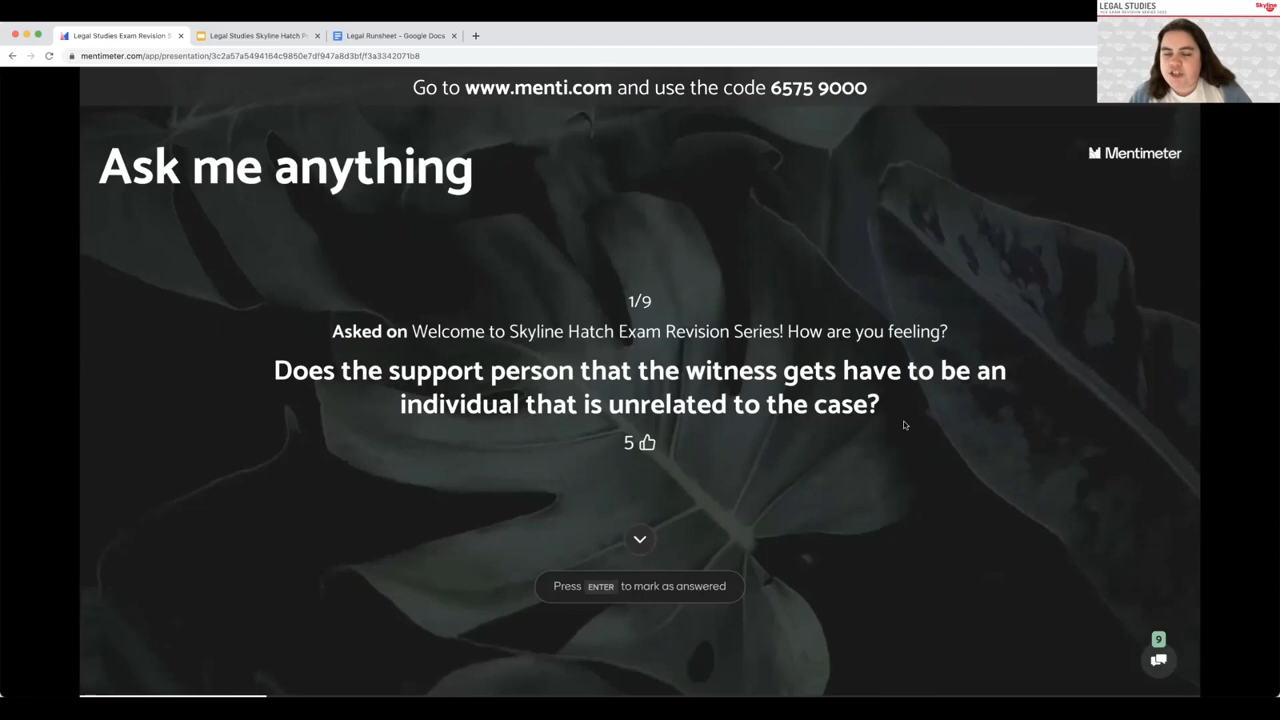 LEGAL STUDIES
Skyline
Legal Studies Exam Revision S
Legal Studies Skyline Hatch P
Legal Runsheet - Google Docs
mentimeter.com/app/presentation/3c2a57a5494164c9850e7df947a8d3bf/f3a3342071b8
Go to www.menti.com and use the code 6575 9000
Ask me anything
Mentimeter
1/9
Asked on Welcome to Skyline Hatch Exam Revision Series! How are you feeling?
Does the support person that the witness gets have to be an
individual that is unrelated to the case?
5
Press ENTER to mark as answered
9